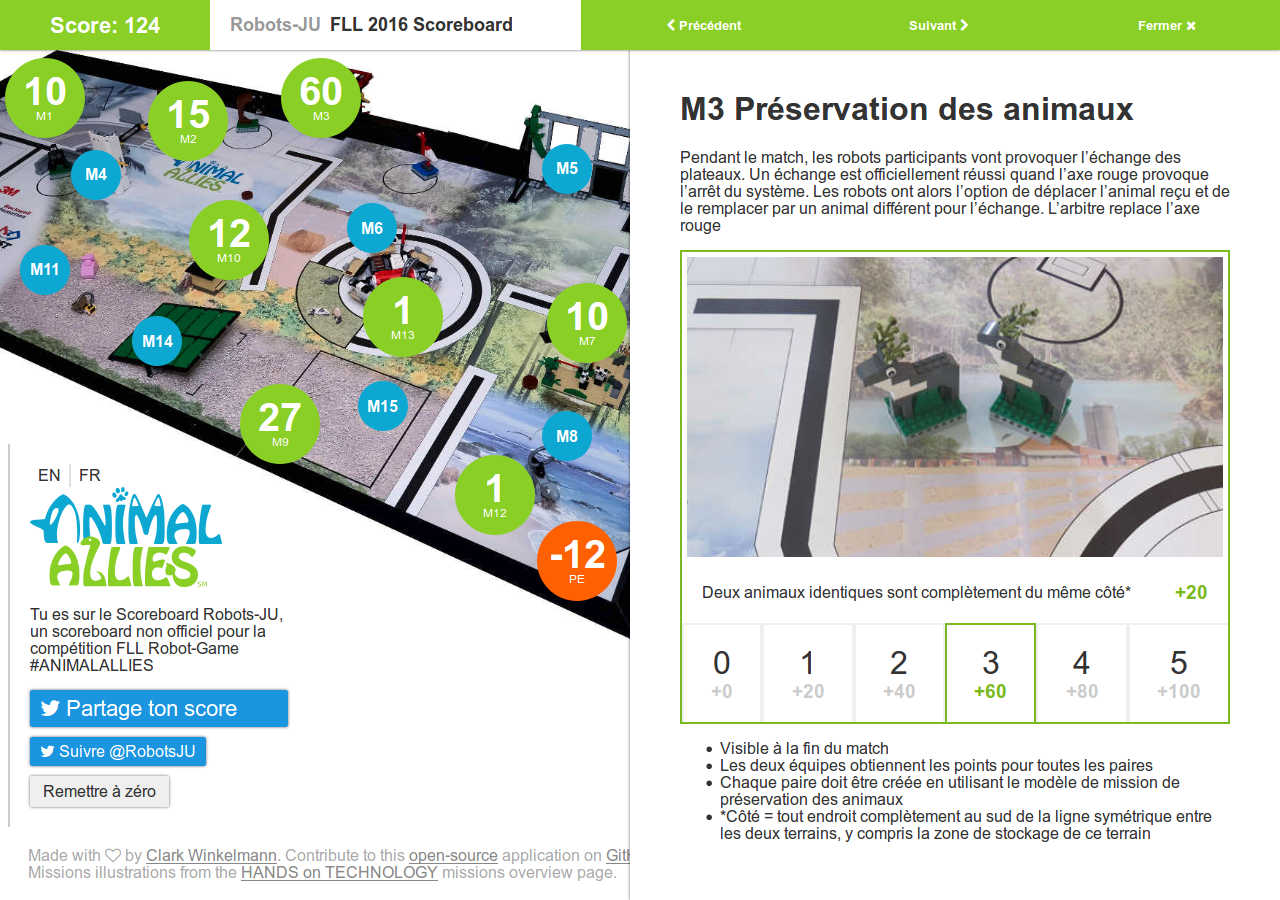 Score: 124
Robots-JU FLL 2016 Scoreboard
Précédent
Suivant
Fermer
10
M1
15
M2
60
M3
M4
M5
ANIMAL
ALLIES
12
M10
M6
M11
1
M13
10
M7
M14
27
M9
M15
M8
1
M12
-12
PE
EN FR
ANIMAL
ALLIES
SM
Tu es sur le Scoreboard Robots-JU,
un scoreboard non officiel pour la
compétition FLL Robot-Game
#ANIMALALLIES
Partage ton score
Suivre @RobotsJU
Remettre à zéro
Made with by Clark Winkelmann. Contribute to this open-source application on
Missions illustrations from the HANDS on TECHNOLOGY missions overview page.
M3 Préservation des animaux
Pendant le match, les robots participants vont provoquer l’échange des
plateaux. Un échange est officiellement réussi quand l’axe rouge provoque
l’arrêt du système. Les robots ont alors l’option de déplacer l’animal reçu et de
le remplacer par un animal différent pour l’échange. L’arbitre replace l’axe
rouge
Deux animaux identiques sont complètement du même côté* +20
0 1 2 3 4 5
+0 +20 +40 +60 +80 +100
Visible à la fin du match
Les deux équipes obtiennent les points pour toutes les paires
Chaque paire doit être créée en utilisant le modèle de mission de
préservation des animaux
*Côté = tout endroit complètement au sud de la ligne symétrique entre
les deux terrains, y compris la zone de stockage de ce terrain